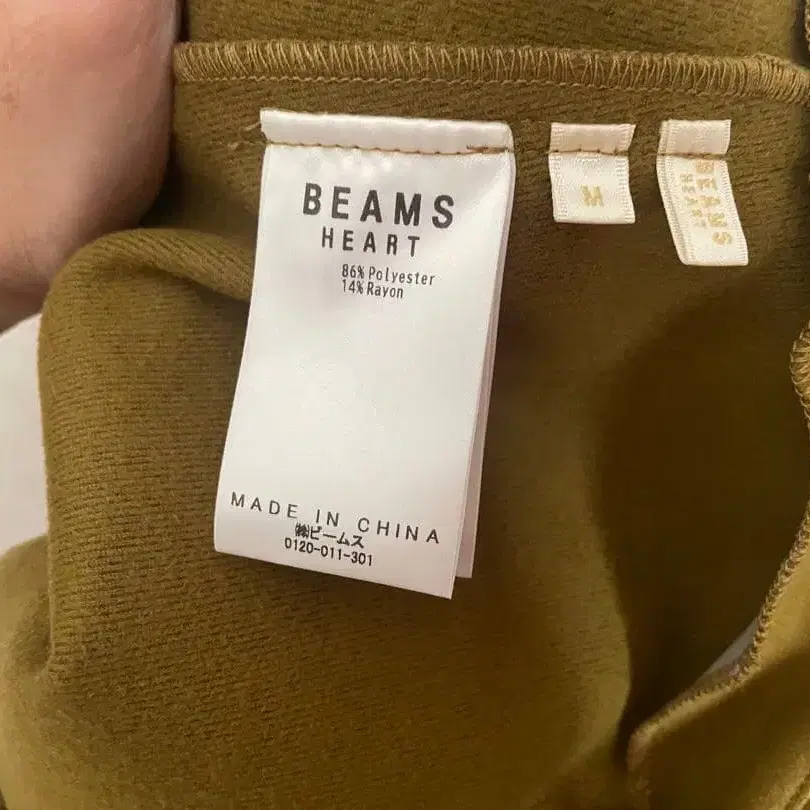 BEAMS
HEART
86% Polyester
14% Rayon
MADE IN CHINA
㈱ビームス
0120-011-301
M
BEAMS
HEART